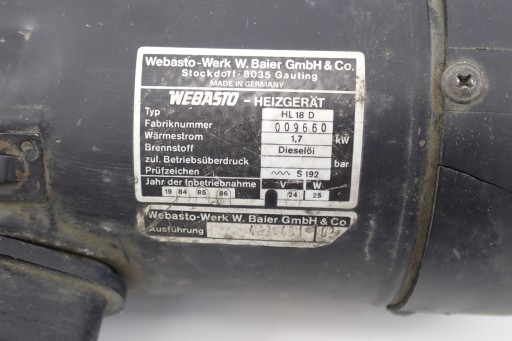 Webasto-Werk W. Baier GmbH & Co.
Stockdorf-8035 Gauting
MADE IN GERMANY
WEBASTO - HEIZGERÄT
Typ HL 18 D
Fabriknummer 009660
Wärmestrom 1,7 kW
Brennstoff Dieselöl
zul. Betriebsüberdruck bar
Prüfzeichen S 192
Jahr der Inbetriebnahme V W
19 84 85 86 24 25
Webasto-Werk W. Baier GmbH & Co
Ausführung